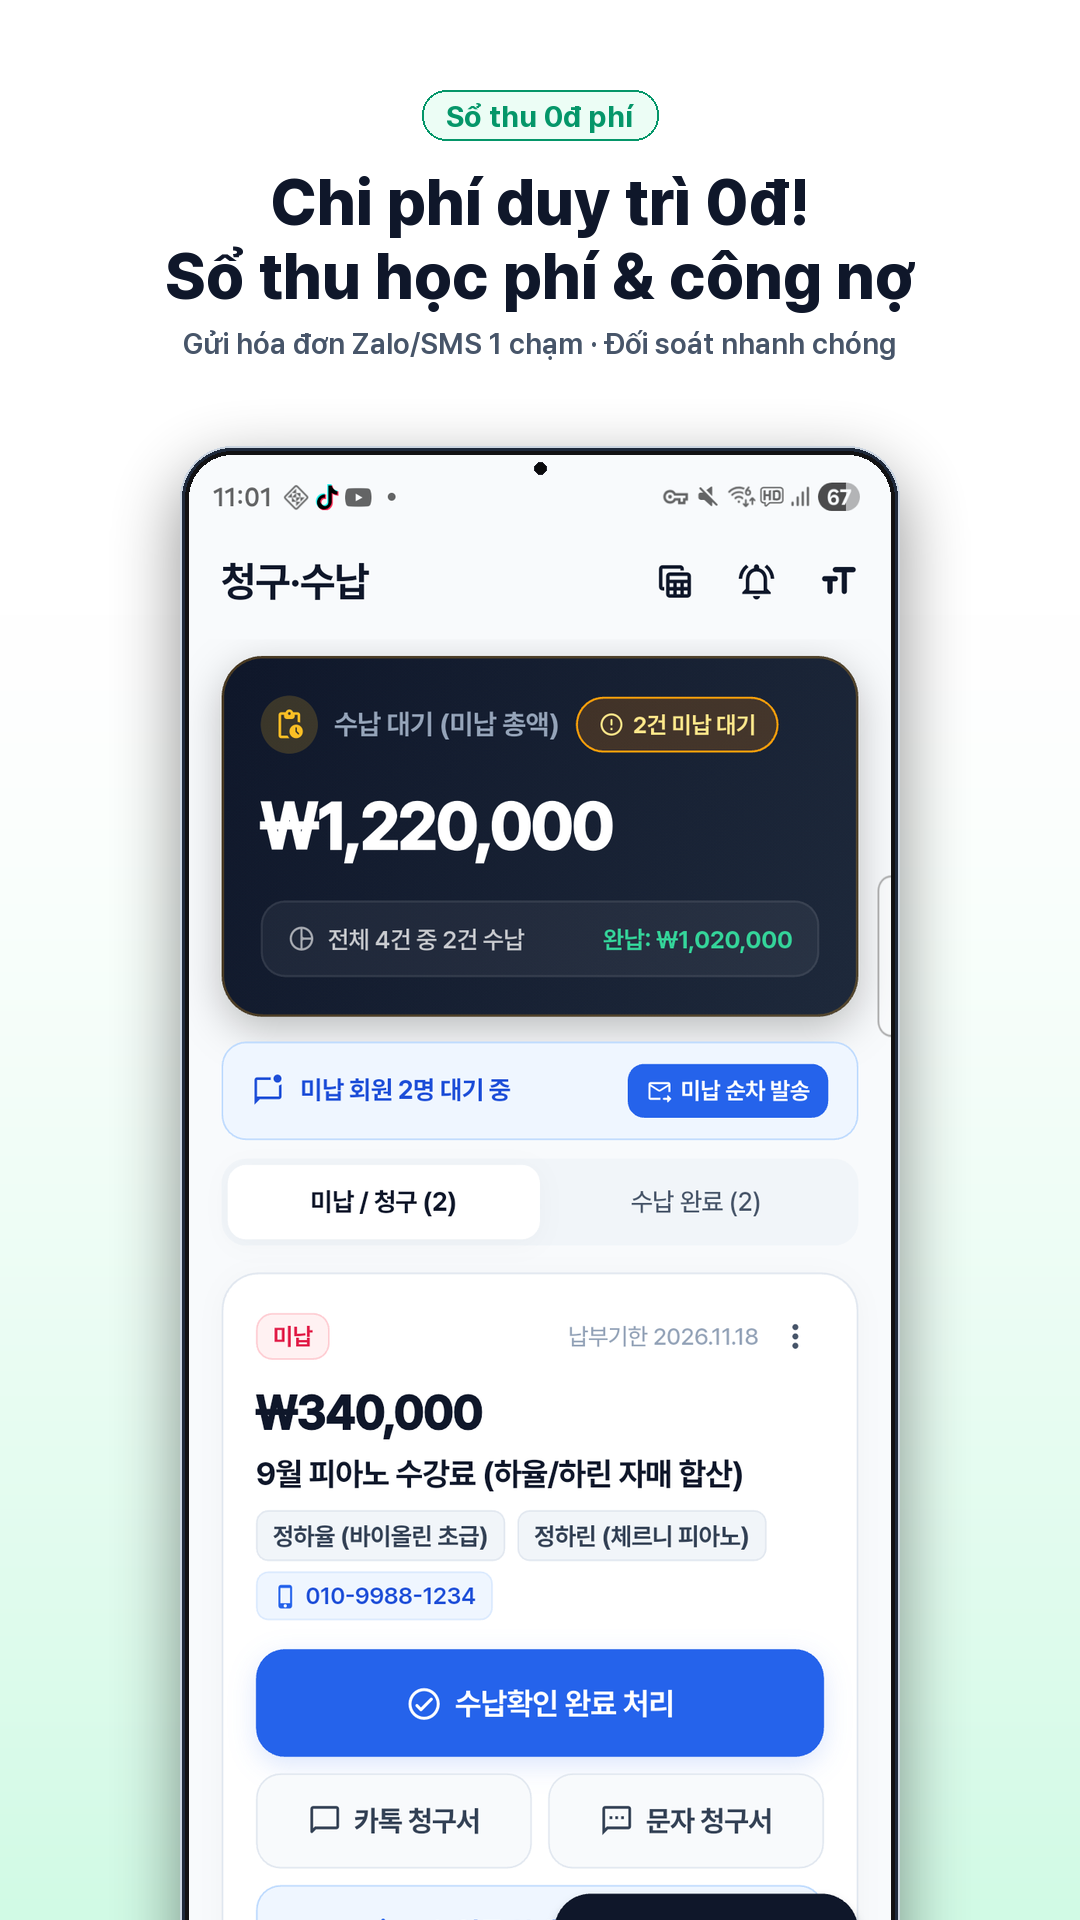 Sổ thu 0đ phí
Chi phí duy trì 0đ!
Sổ thu học phí & công nợ
Gửi hóa đơn Zalo/SMS 1 chạm · Đối soát nhanh chóng
11:01
HD
67
청구·수납
수납 대기 (미납 총액)
2건 미납 대기
₩1,220,000
전체 4건 중 2건 수납
완납: ₩1,020,000
미납 회원 2명 대기 중
미납 순차 발송
미납 / 청구 (2)
수납 완료 (2)
미납
납부기한 2026.11.18
₩340,000
9월 피아노 수강료 (하율/하린 자매 합산)
정하율 (바이올린 초급)
정하린 (체르니 피아노)
010-9988-1234
수납확인 완료 처리
카톡 청구서
문자 청구서